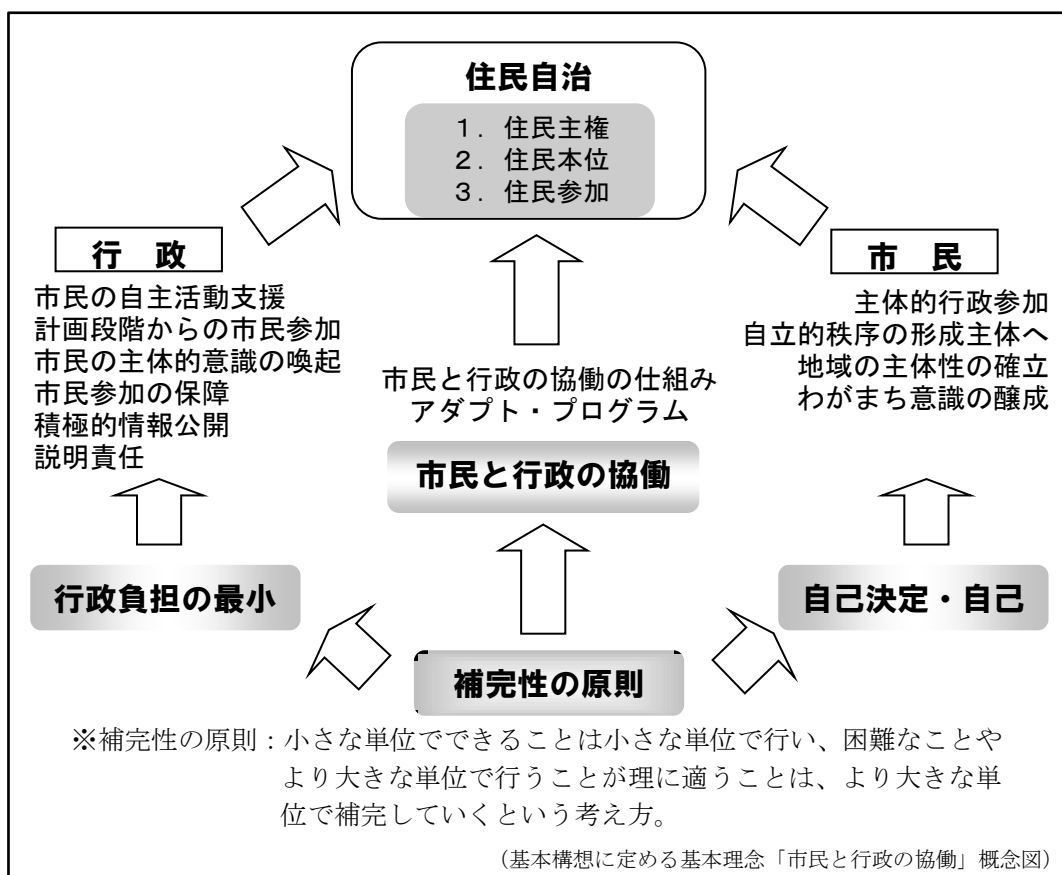 住民自治
１．住民主権
２．住民本位
３．住民参加
行　政
市民の自主活動支援
計画段階からの市民参加
市民の主体的意識の喚起
市民参加の保障
積極的情報公開
説明責任
市民と行政の協働の仕組み
アダプト・プログラム
市　民
主体的行政参加
自立的秩序の形成主体へ
地域の主体性の確立
わがまち意識の醸成
市民と行政の協働
行政負担の最小
自己決定・自己
補完性の原則
※補完性の原則：小さな単位でできることは小さな単位で行い、困難なことや
より大きな単位で行うことが理に適うことは、より大きな単
位で補完していくという考え方。
（基本構想に定める基本理念「市民と行政の協働」概念図）